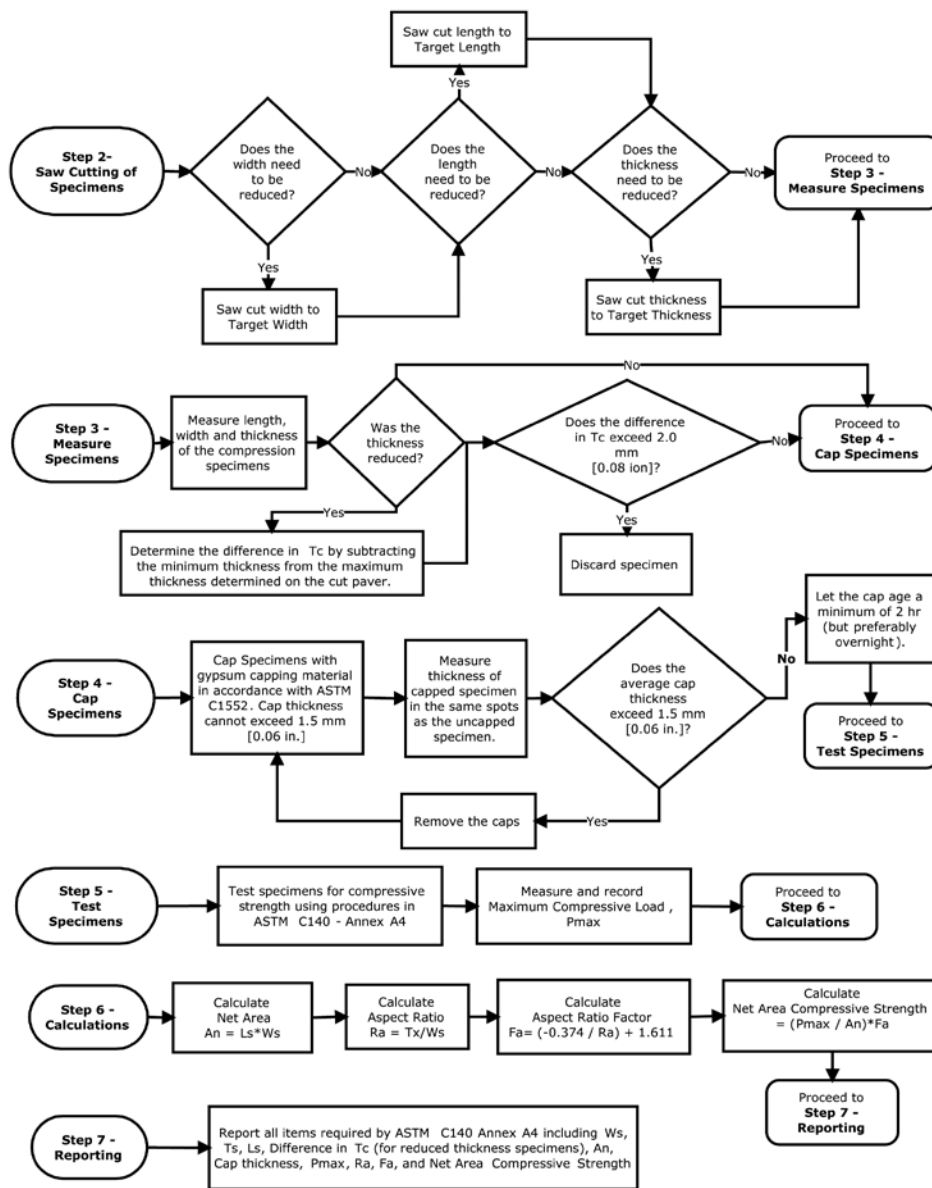 Saw cut length to
Target Length
Yes
Step 2-
Saw Cutting of
Specimens
Does the
width need
to be
reduced?
No
Does the
length
need to be
reduced?
No
Does the
thickness
need to be
reduced?
No
Proceed to
Step 3 -
Measure Specimens
Yes
Saw cut width to
Target Width
Yes
Saw cut thickness
to Target Thickness
No
Step 3 -
Measure
Specimens
Measure length,
width and thickness
of the compression
specimens
Was the
thickness
reduced?
Does the difference
in Tc exceed 2.0
mm
[0.08 ion]?
No
Proceed to
Step 4 -
Cap Specimens
Yes
Determine the difference in Tc by subtracting
the minimum thickness from the maximum
thickness determined on the cut paver.
Yes
Discard specimen
Step 4 -
Cap
Specimens
Cap Specimens with
gypsum capping material
in accordance with ASTM
C1552. Cap thickness
cannot exceed 1.5 mm
[0.06 in.]
Measure
thickness of
capped specimen
in the same spots
as the uncapped
specimen.
Does the
average cap
thickness
exceed 1.5 mm
[0.06 in.]?
No
Let the cap age a
minimum of 2 hr
(but preferably
overnight).
Proceed to
Step 5 -
Test Specimens
Yes
Remove the caps
Step 5 -
Test
Specimens
Test specimens for compressive
strength using procedures in
ASTM C140 - Annex A4
Measure and record
Maximum Compressive Load ,
Pmax
Proceed to
Step 6 -
Calculations
Step 6 -
Calculations
Calculate
Net Area
An = Ls*Ws
Calculate
Aspect Ratio
Ra = Tx/Ws
Calculate
Aspect Ratio Factor
Fa= (-0.374 / Ra) + 1.611
Calculate
Net Area Compressive Strength
= (Pmax / An)*Fa
Proceed to
Step 7 -
Reporting
Step 7 -
Reporting
Report all items required by ASTM C140 Annex A4 including Ws,
Ts, Ls, Difference in Tc (for reduced thickness specimens), An,
Cap thickness, Pmax, Ra, Fa, and Net Area Compressive Strength